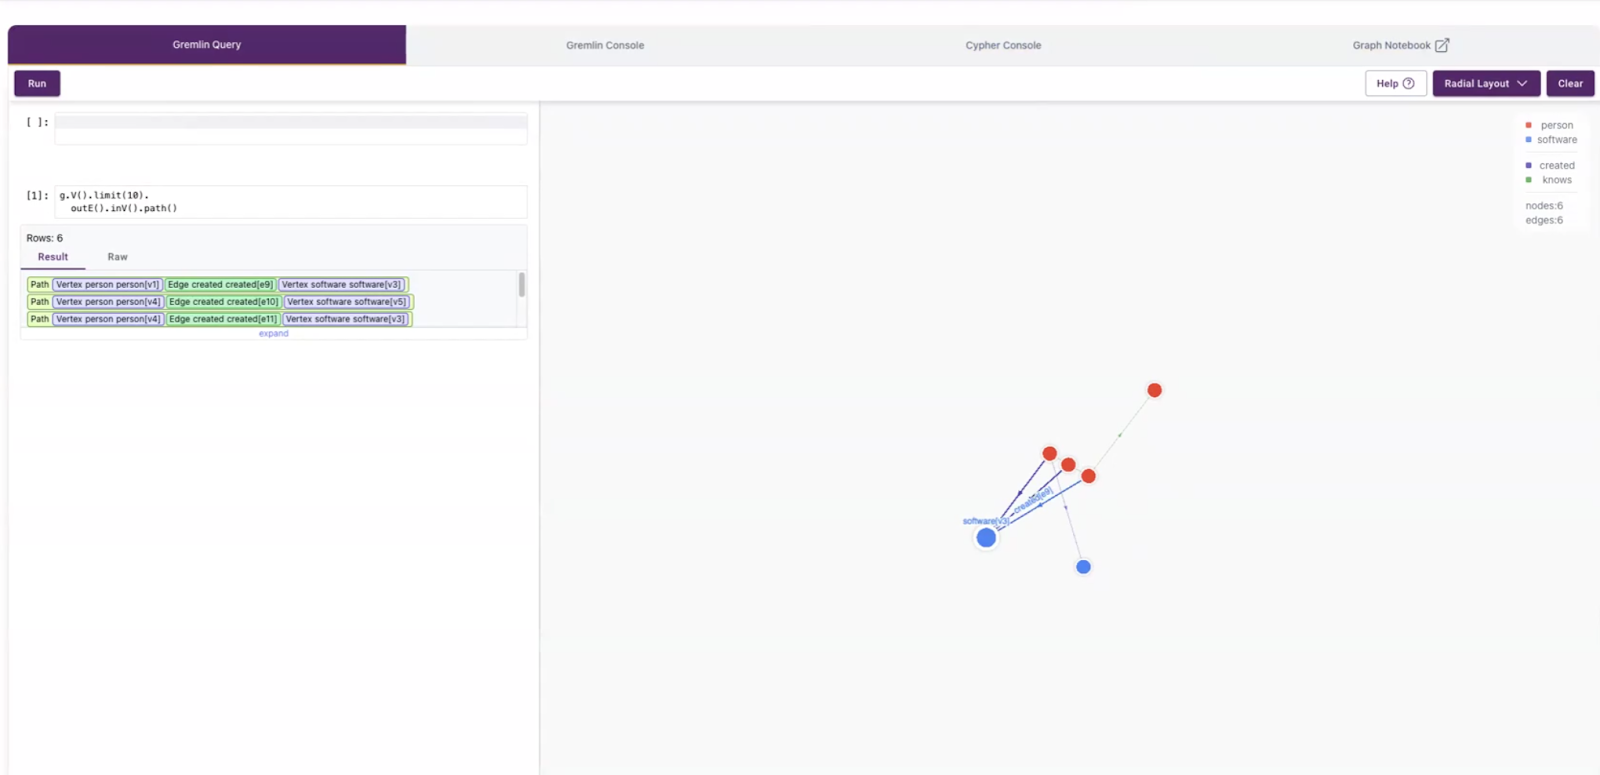 Gremlin Query
Gremlin Console
Cypher Console
Graph Notebook
Run
Help
Radial Layout
Clear
[ ]:
[1]: g.V().limit(10).
outE().inV().path()
Rows: 6
Result Raw
Path Vertex person person[v1] Edge created created[e9] Vertex software software[v3]
Path Vertex person person[v4] Edge created created[e10] Vertex software software[v5]
Path Vertex person person[v4] Edge created created[e11] Vertex software software[v3]
expand
person
software
created
knows
nodes:6
edges:6
created[e9]
software[v3]